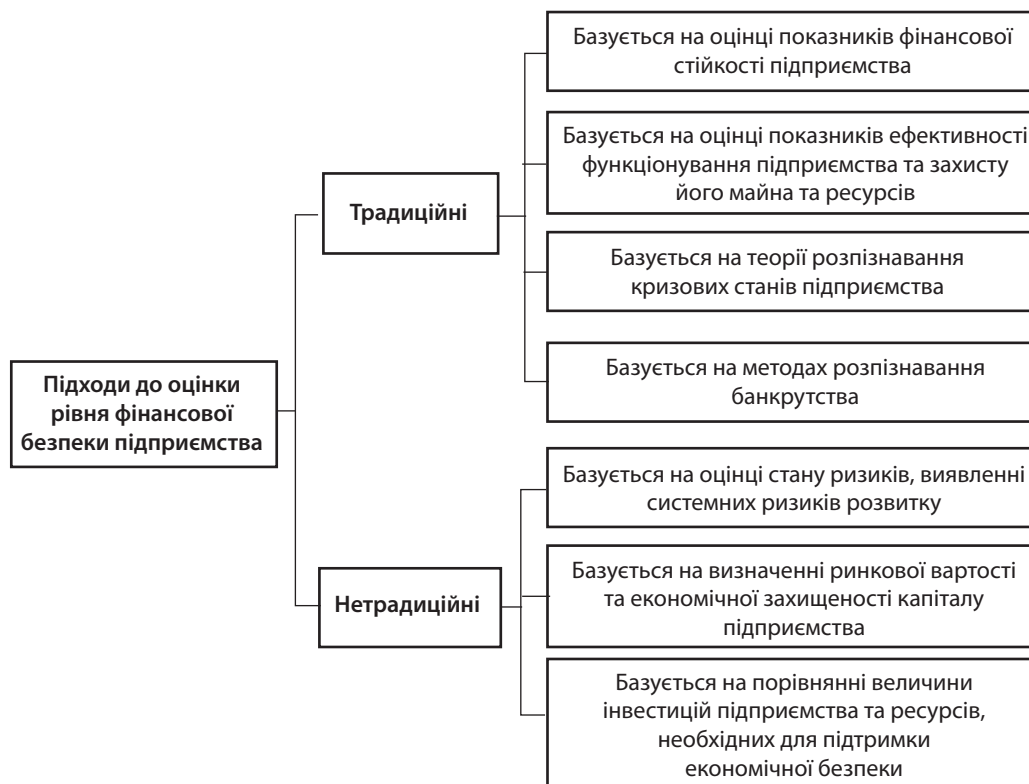 Підходи до оцінки
рівня фінансової
безпеки підприємства
Традиційні
Базується на оцінці показників фінансової
стійкості підприємства
Базується на оцінці показників ефективності
функціонування підприємства та захисту
його майна та ресурсів
Базується на теорії розпізнавання
кризових станів підприємства
Базується на методах розпізнавання
банкрутства
Нетрадиційні
Базується на оцінці стану ризиків, виявленні
системних ризиків розвитку
Базується на визначенні ринкової вартості
та економічної захищеності капіталу
підприємства
Базується на порівнянні величини
інвестицій підприємства та ресурсів,
необхідних для підтримки
економічної безпеки